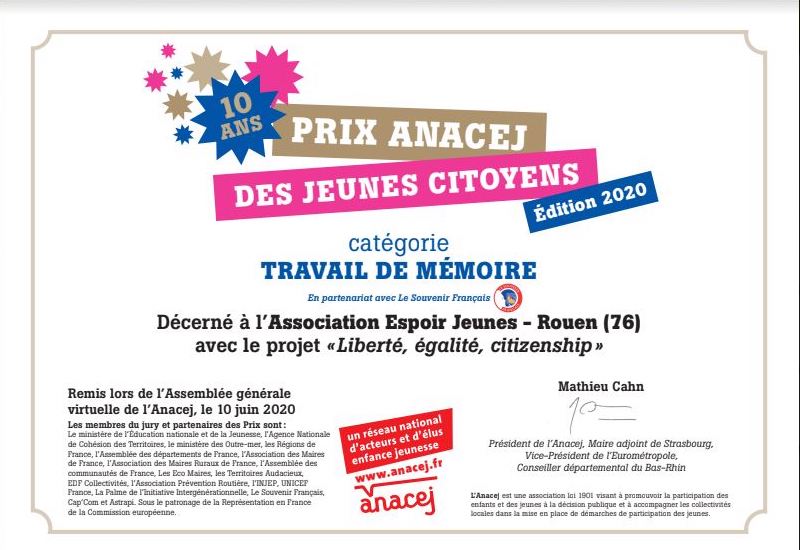 10
ANS
PRIX ANACEJ
DES JEUNES CITOYENS
Édition 2020
catégorie
TRAVAIL DE MÉMOIRE
En partenariat avec Le Souvenir Français
Décerné à l'Association Espoir Jeunes – Rouen (76)
avec le projet «Liberté, égalité, citizenship»
Remis lors de l'Assemblée générale
virtuelle de l'Anacej, le 10 juin 2020
Les membres du jury et partenaires des Prix sont :
Le ministère de l'Éducation nationale et de la Jeunesse, l'Agence Nationale
de Cohésion des Territoires, le ministère des Outre-mer, les Régions de
France, l'Assemblée des départements de France, l'Association des Maires
de France, l'Association des Maires Ruraux de France, l'Assemblée des
communautés de France, Les Eco Maires, les Territoires Audacieux,
EDF Collectivités, l'Association Prévention Routière, l'INJEP, UNICEF
France, La Palme de l'Initiative Intergénérationnelle, Le Souvenir Français,
Cap'Com et Astrapi. Sous le patronage de la Représentation en France
de la Commission européenne.
un réseau national
d'acteurs et d'élus
enfance jeunesse
www.anacej.fr
anacej
Mathieu Cahn
Président de l'Anacej, Maire adjoint de Strasbourg,
Vice-Président de l'Eurométropole,
Conseiller départemental du Bas-Rhin
L'Anacej est une association loi 1901 visant à promouvoir la participation des
enfants et des jeunes à la décision publique et à accompagner les collectivités
locales dans la mise en place de démarches de participation des jeunes.